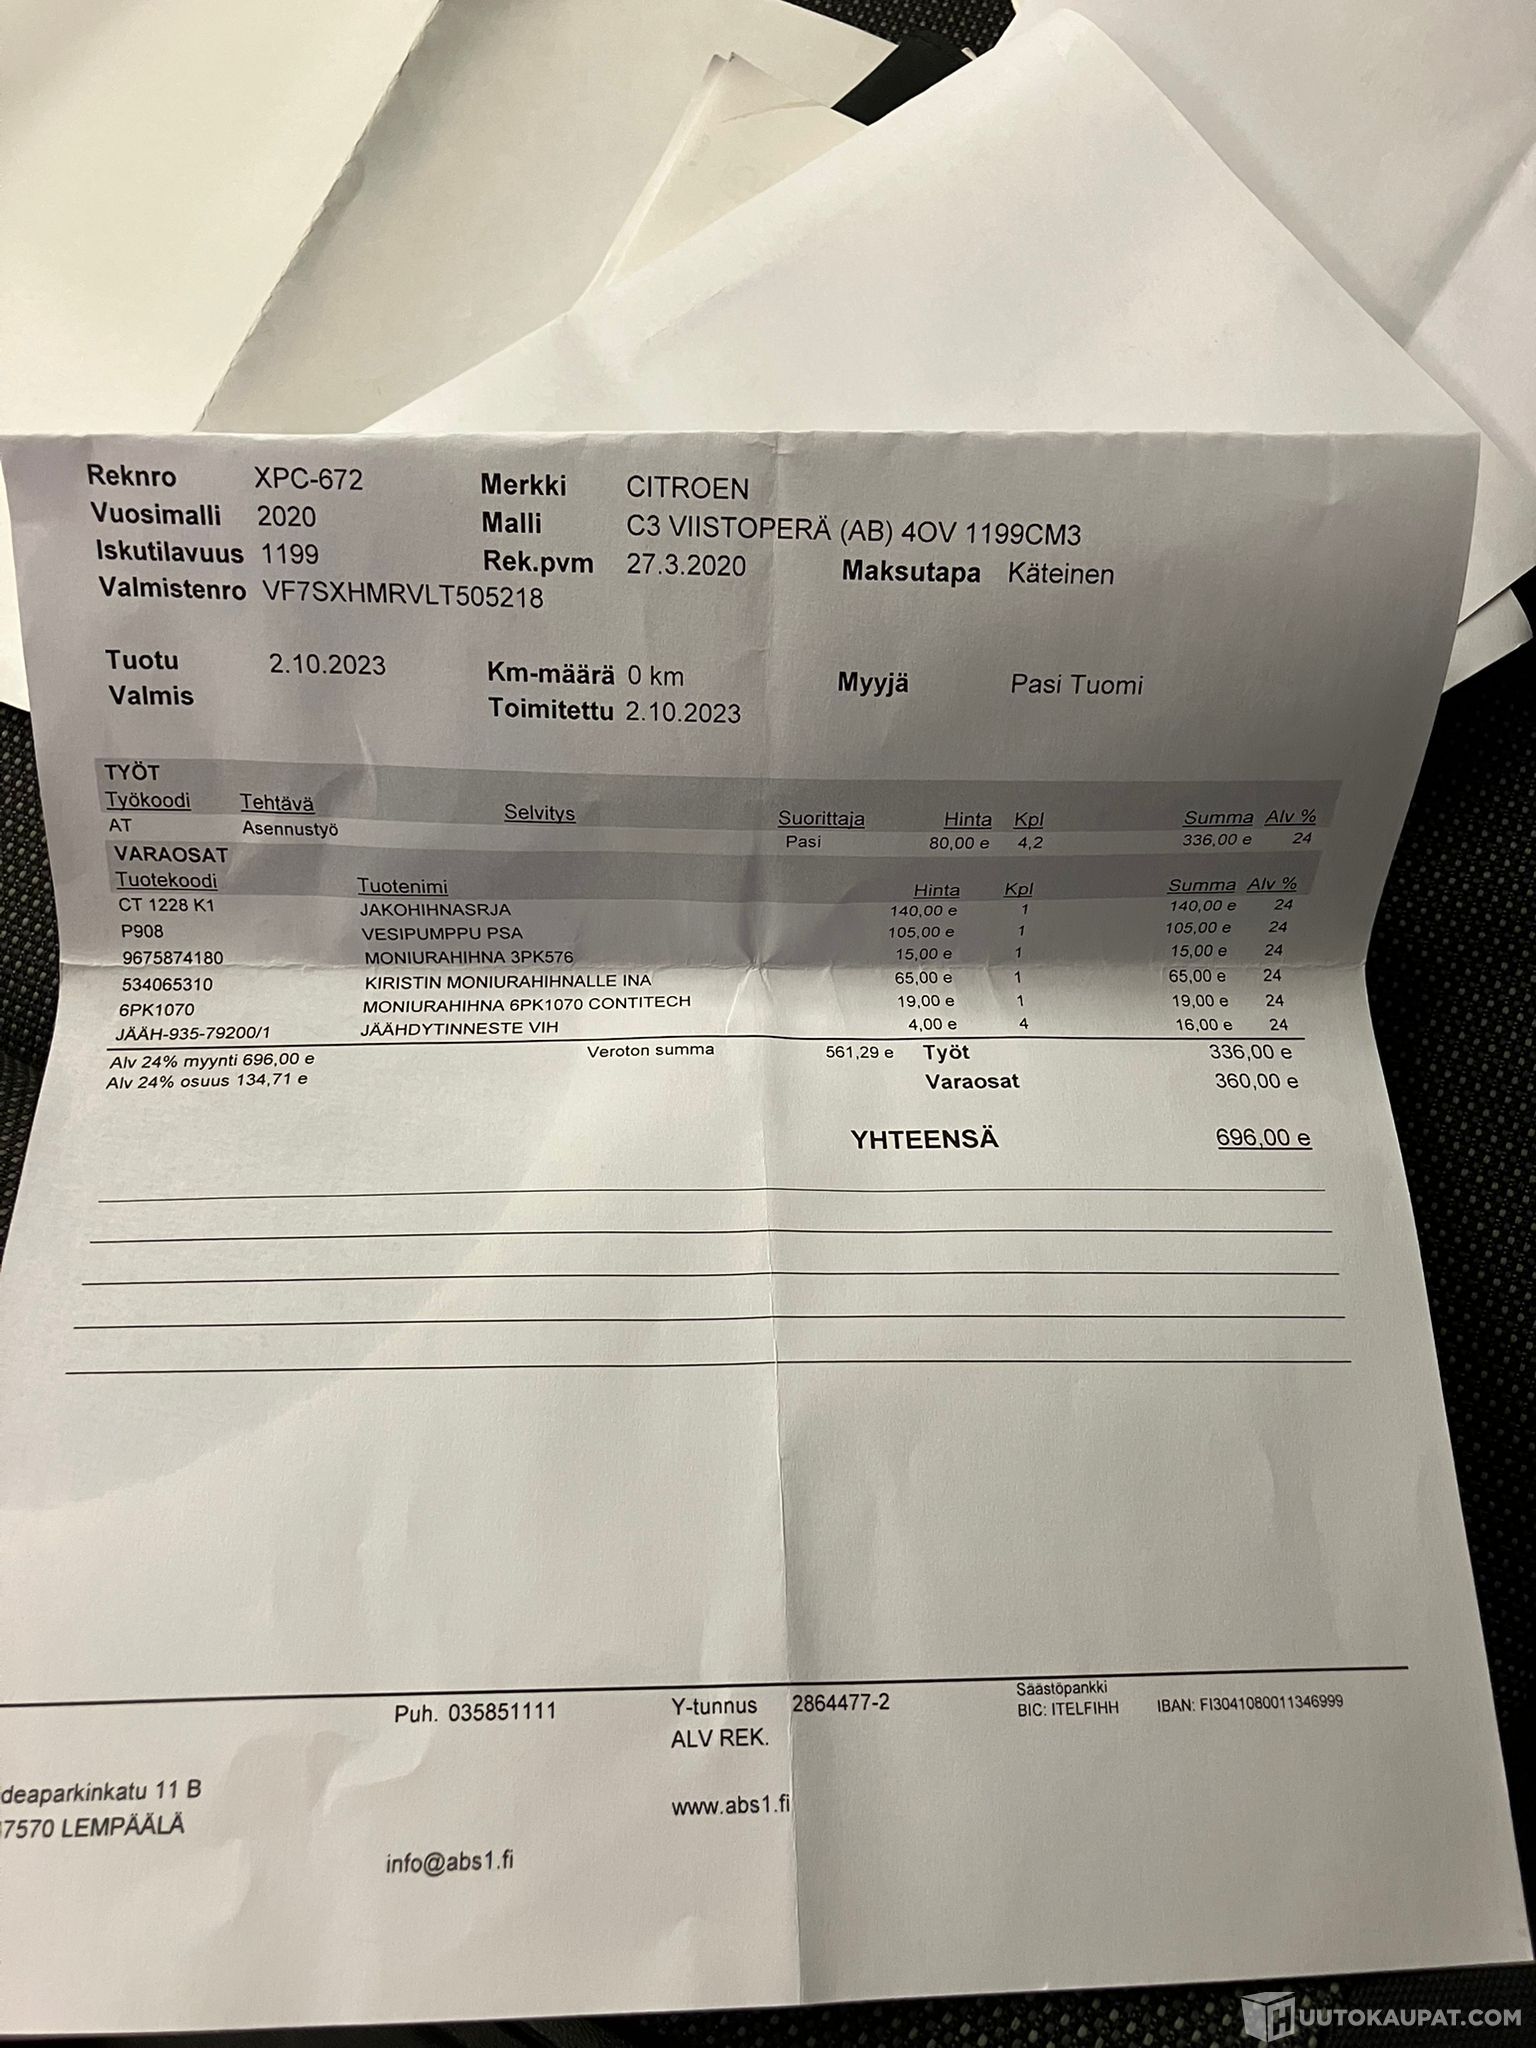 Reknro XPC-672 Merkki CITROEN
Vuosimalli 2020 Malli C3 VIISTOPERÄ (AB) 4OV 1199CM3
Iskutilavuus 1199 Rek.pvm 27.3.2020 Maksutapa Käteinen
Valmistenro VF7SXHMRVLT505218
Tuotu 2.10.2023 Km-määrä 0 km Myyjä Pasi Tuomi
Valmis Toimitettu 2.10.2023
TYÖT
Työkoodi Tehtävä Selvitys Suorittaja Hinta Kpl Summa Alv %
AT Asennustyö Pasi 80,00 e 4,2 336,00 e 24
VARAOSAT
Tuotekoodi Tuotenimi Hinta Kpl Summa Alv %
CT 1228 K1 JAKOHIHNASRJA 140,00 e 1 140,00 e 24
P908 VESIPUMPPU PSA 105,00 e 1 105,00 e 24
9675874180 MONIURAHIHNA 3PK576 15,00 e 1 15,00 e 24
534065310 KIRISTIN MONIURAHIHNALLE INA 65,00 e 1 65,00 e 24
6PK1070 MONIURAHIHNA 6PK1070 CONTITECH 19,00 e 1 19,00 e 24
JÄÄH-935-79200/1 JÄÄHDYTINNESTE VIH 4,00 e 4 16,00 e 24
Alv 24% myynti 696,00 e Veroton summa 561,29 e Työt 336,00 e
Alv 24% osuus 134,71 e Varaosat 360,00 e
YHTEENSÄ 696,00 e
Puh. 035851111 Y-tunnus 2864477-2 Säästöpankki
ALV REK. BIC: ITELFIHH IBAN: FI3041080011346999
deaparkinkatu 11 B www.abs1.fi
7570 LEMPÄÄLÄ
info@abs1.fi
HUUTOKAUPAT.COM